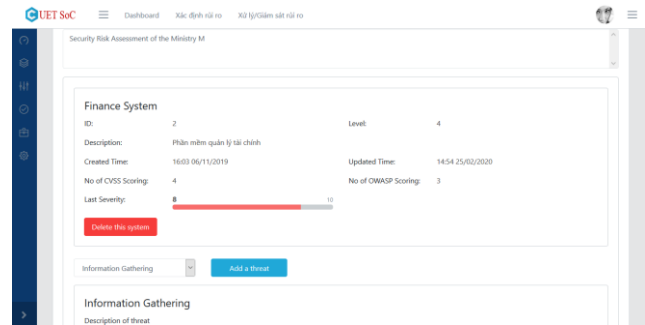 UET SoC
Dashboard Xác định rủi ro Xử lý/Giám sát rủi ro
Security Risk Assessment of the Ministry M
Finance System
ID: 2 Level: 4
Description: Phần mềm quản lý tài chính
Created Time: 16:03 06/11/2019 Updated Time: 14:54 25/02/2020
No of CVSS Scoring: 4 No of OWASP Scoring: 3
Last Severity: 8 10
Delete this system
Information Gathering Add a threat
Information Gathering
Description of threat